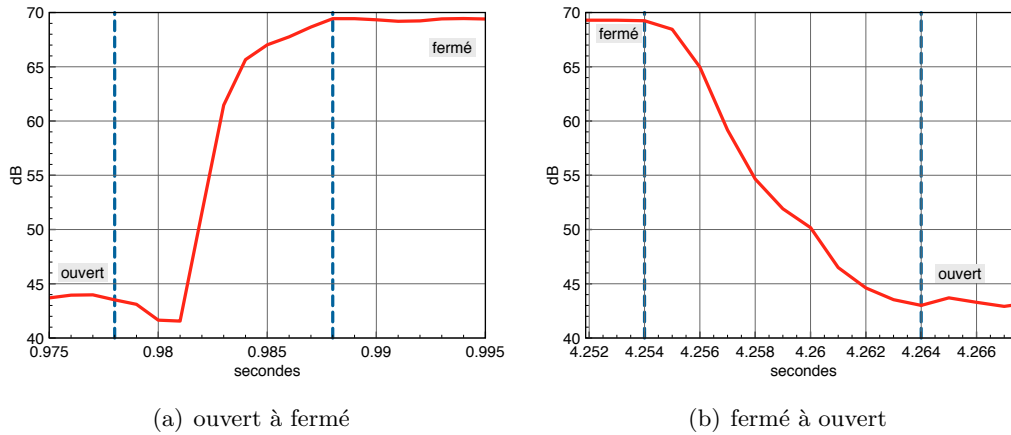 70
65
60
55
50
45
40
dB
fermé
ouvert
0.975 0.98 0.985 0.99 0.995
secondes
(a) ouvert à fermé
70
65
60
55
50
45
40
dB
fermé
ouvert
4.252 4.254 4.256 4.258 4.26 4.262 4.264 4.266
secondes
(b) fermé à ouvert